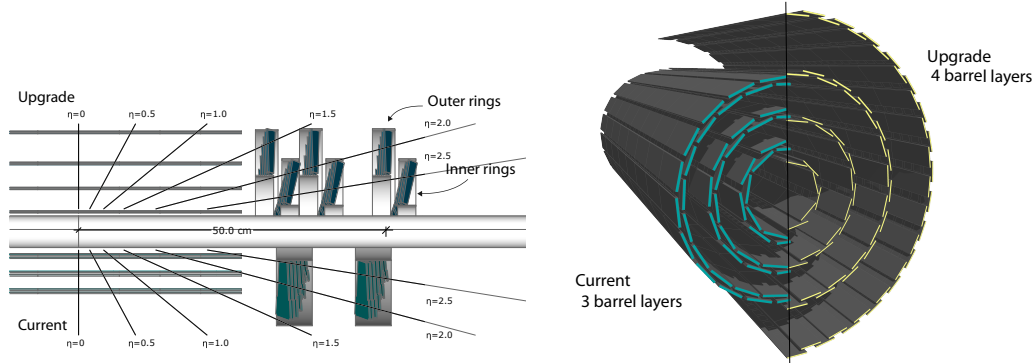 Upgrade
η=0
η=0.5
η=1.0
η=1.5
η=2.0
η=2.5
Outer rings
Inner rings
50.0 cm
η=2.5
η=2.0
η=1.5
η=1.0
η=0.5
η=0
Current
Upgrade
4 barrel layers
Current
3 barrel layers